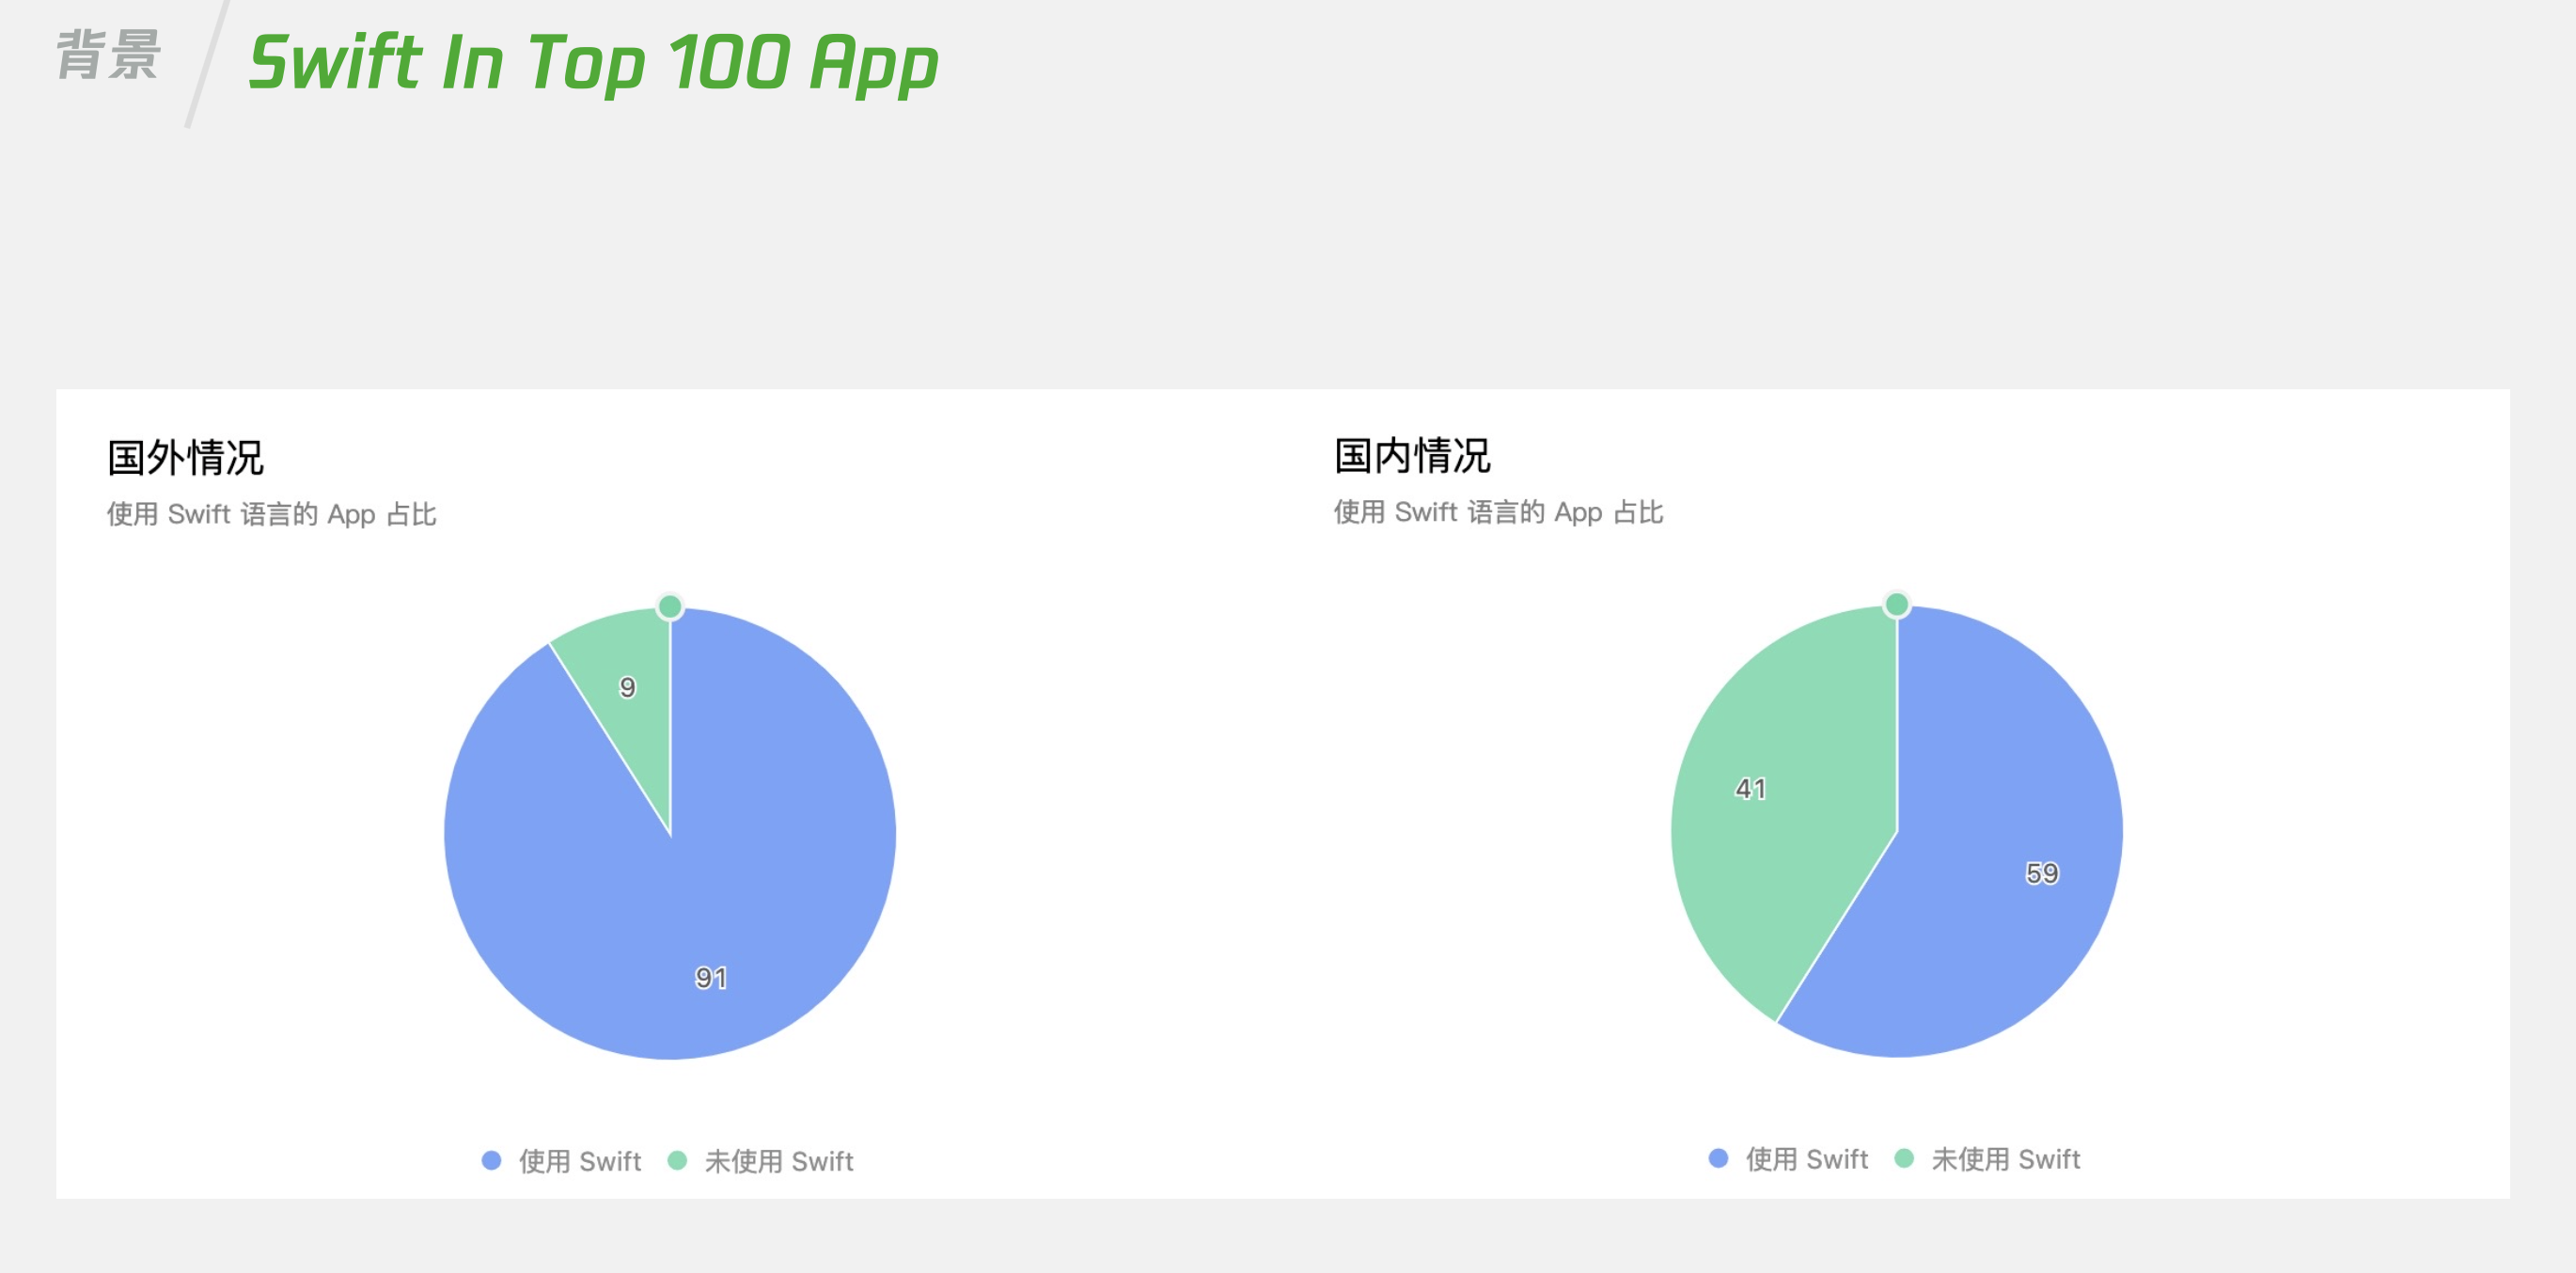 背景
Swift In Top 100 App
国外情况
使用 Swift 语言的 App 占比
9
91
使用 Swift
未使用 Swift
国内情况
使用 Swift 语言的 App 占比
41
59
使用 Swift
未使用 Swift